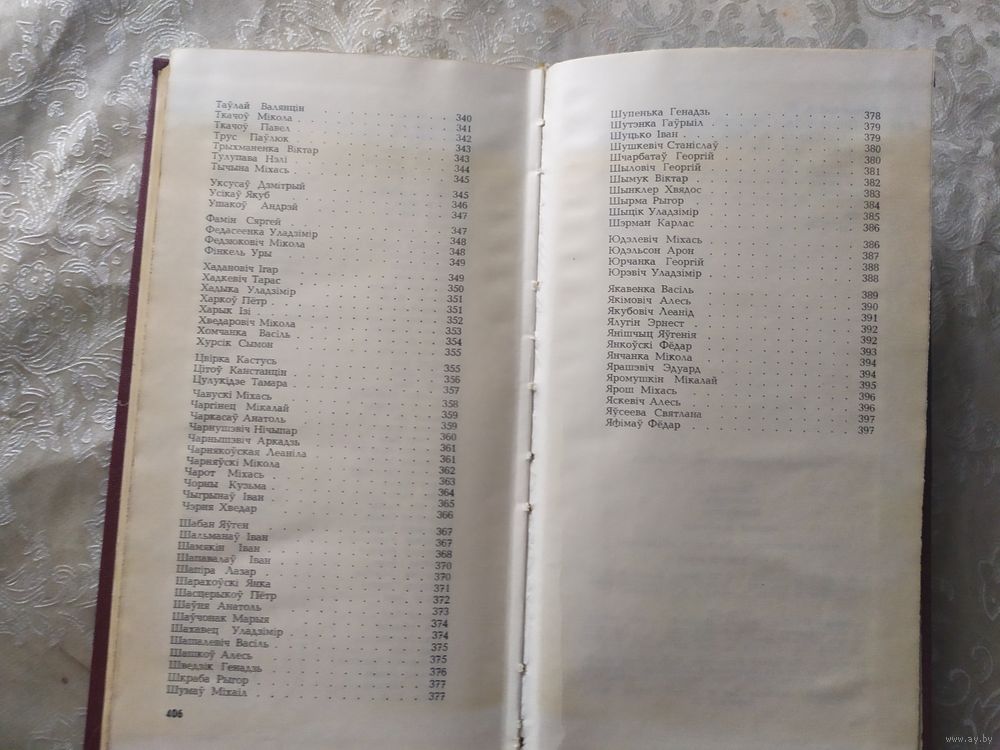 Таўлай Валянцін 340
Ткачоў Мікола 341
Ткачоў Павел 342
Трус Паўлюк 343
Трыхманенка Віктар 343
Тулупава Нэлі 344
Тычына Міхась 345
Уксусаў Дзмітрый 345
Усікаў Якуб 346
Ушакоў Андрэй 347
Фамін Сяргей 347
Федасеенка Уладзімір 348
Федзюковіч Мікола 348
Фінкель Уры 349
Хадановіч Ігар 349
Хадкевіч Тарас 350
Хадыка Уладзімір 351
Харкоў Пётр 351
Харык Ізі 352
Хведаровіч Мікола 353
Хомчанка Васіль 354
Хурсік Сымон 355
Цвірка Кастусь 355
Цітоў Канстанцін 356
Цулукідзе Тамара 357
Чавускі Міхась 358
Чаргінец Мікалай 359
Чаркасаў Анатоль 359
Чарнушэвіч Нічыпар 360
Чарнышэвіч Аркадзь 361
Чарнякоўская Леаніла 361
Чарняўскі Мікола 362
Чарот Міхась 363
Чорны Кузьма 364
Чыгрынаў Іван 365
Чэрня Хведар 366
Шабан Яўген 367
Шальманаў Іван 367
Шамякін Іван 368
Шапавалаў Іван 370
Шапіра Лазар 370
Шарахоўскі Янка 371
Шасцерыкоў Пётр 372
Шаўня Анатоль 373
Шаўчонак Марыя 374
Шахавец Уладзімір 374
Шашалевіч Васіль 375
Шашкоў Алесь 375
Шведзік Генадзь 376
Шкраба Рыгор 377
Шумаў Міхаіл 377
406
Шупенька Генадзь 378
Шутэнка Гаўрыіл 379
Шуцько Іван 379
Шушкевіч Станіслаў 380
Шчарбатаў Георгій 380
Шыловіч Георгій 381
Шымук Віктар 382
Шынклер Хвядос 383
Шырма Рыгор 384
Шыцік Уладзімір 385
Шэрман Карлас 386
Юдэлевіч Міхась 386
Юдэльсон Арон 387
Юрчанка Георгій 388
Юрэвіч Уладзімір 388
Якавенка Васіль 389
Якімовіч Алесь 390
Якубовіч Леанід 391
Ялугін Эрнест 392
Янішчыц Яўгенія 392
Янкоўскі Фёдар 393
Янчанка Мікола 394
Ярашэвіч Эдуард 394
Яромушкін Мікалай 395
Ярош Міхась 396
Яскевіч Алесь 396
Яўсеева Святлана 397
Яфімаў Фёдар 397
www.ay.by